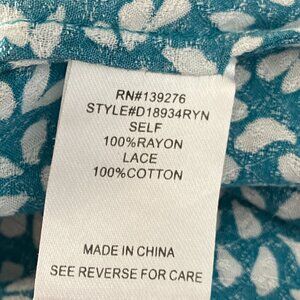 RN#139276
STYLE#D18934RYN
SELF
100%RAYON
LACE
100%COTTON
MADE IN CHINA
SEE REVERSE FOR CARE